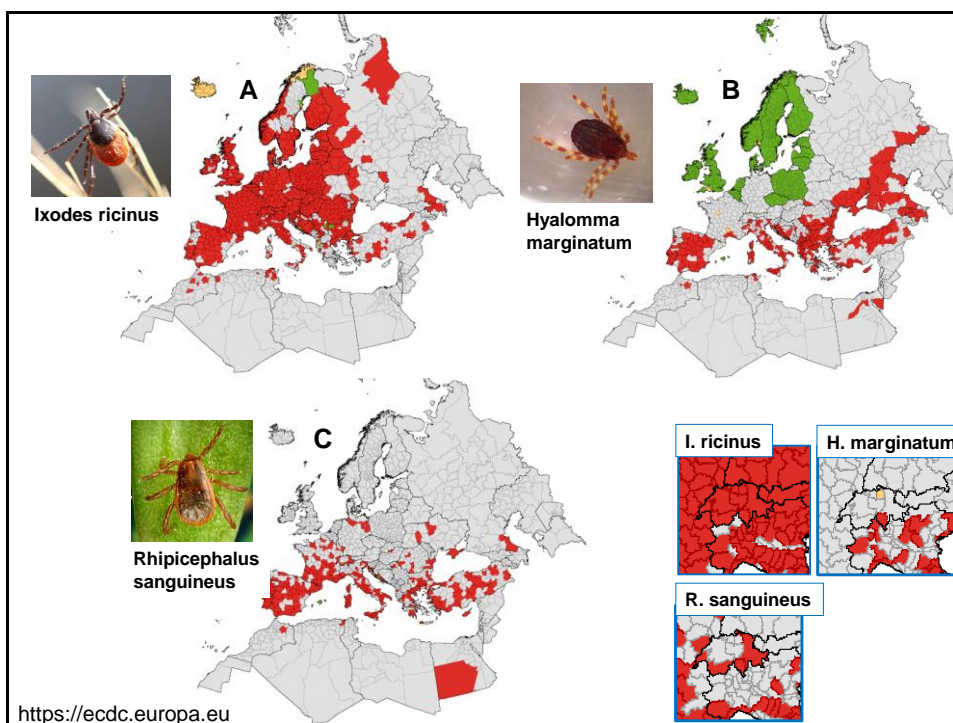 A
Ixodes ricinus
B
Hyalomma
marginatum
C
Rhipicephalus
sanguineus
I. ricinus
H. marginatum
R. sanguineus
https://ecdc.europa.eu